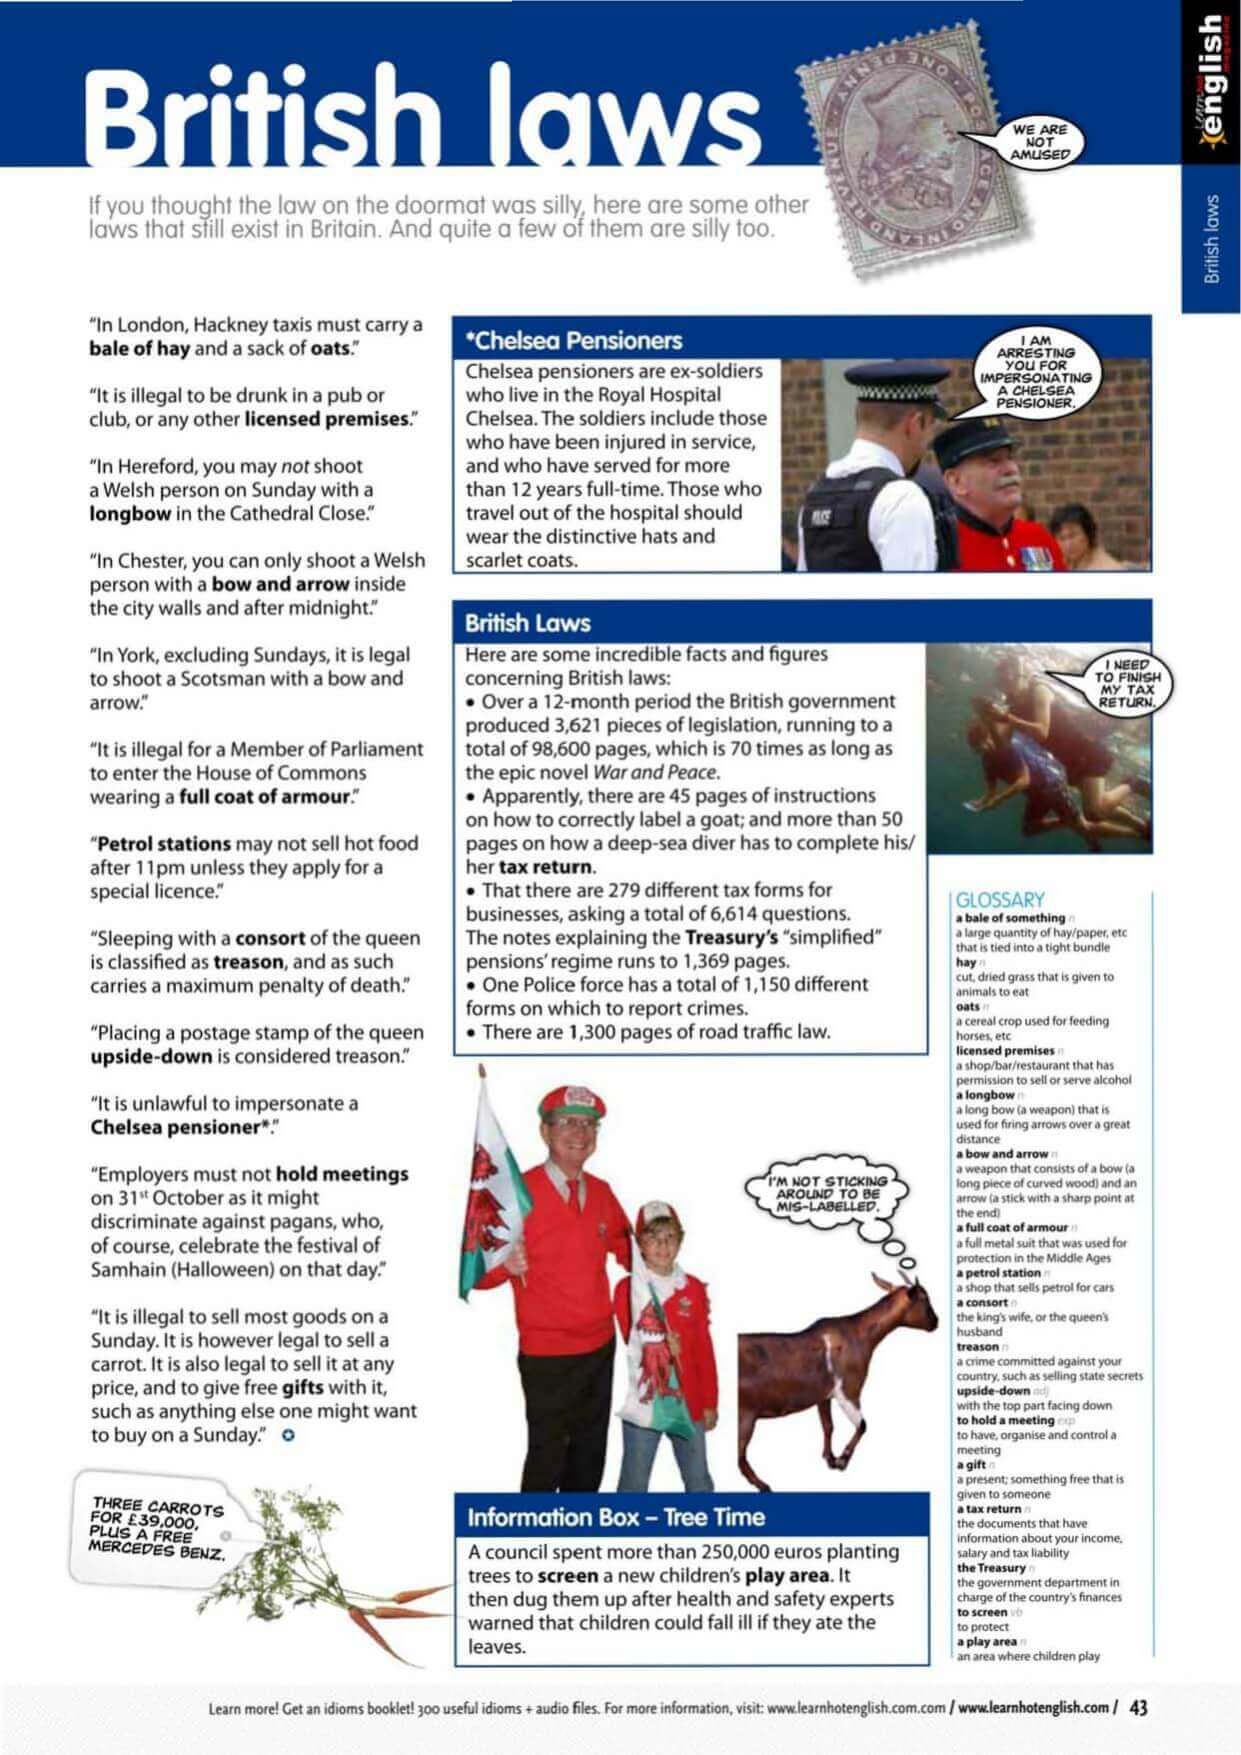 British laws
If you thought the law on the doormat was silly, here are some other
laws that still exist in Britain. And quite a few of them are silly too.
WE ARE
NOT
AMUSED
Learn hot
english
magazine
British laws
"In London, Hackney taxis must carry a
bale of hay and a sack of oats."
"It is illegal to be drunk in a pub or
club, or any other licensed premises."
"In Hereford, you may not shoot
a Welsh person on Sunday with a
longbow in the Cathedral Close."
"In Chester, you can only shoot a Welsh
person with a bow and arrow inside
the city walls and after midnight."
"In York, excluding Sundays, it is legal
to shoot a Scotsman with a bow and
arrow."
"It is illegal for a Member of Parliament
to enter the House of Commons
wearing a full coat of armour."
"Petrol stations may not sell hot food
after 11pm unless they apply for a
special licence."
"Sleeping with a consort of the queen
is classified as treason, and as such
carries a maximum penalty of death."
"Placing a postage stamp of the queen
upside-down is considered treason."
"It is unlawful to impersonate a
Chelsea pensioner*."
"Employers must not hold meetings
on 31st October as it might
discriminate against pagans, who,
of course, celebrate the festival of
Samhain (Halloween) on that day."
"It is illegal to sell most goods on a
Sunday. It is however legal to sell a
carrot. It is also legal to sell it at any
price, and to give free gifts with it,
such as anything else one might want
to buy on a Sunday."
THREE CARROTS
FOR £39,000,
PLUS A FREE
MERCEDES BENZ.
*Chelsea Pensioners
Chelsea pensioners are ex-soldiers
who live in the Royal Hospital
Chelsea. The soldiers include those
who have been injured in service,
and who have served for more
than 12 years full-time. Those who
travel out of the hospital should
wear the distinctive hats and
scarlet coats.
I AM
ARRESTING
YOU FOR
IMPERSONATING
A CHELSEA
PENSIONER.
POLICE
British Laws
Here are some incredible facts and figures
concerning British laws:
• Over a 12-month period the British government
produced 3,621 pieces of legislation, running to a
total of 98,600 pages, which is 70 times as long as
the epic novel War and Peace.
• Apparently, there are 45 pages of instructions
on how to correctly label a goat; and more than 50
pages on how a deep-sea diver has to complete his/
her tax return.
• That there are 279 different tax forms for
businesses, asking a total of 6,614 questions.
The notes explaining the Treasury's "simplified"
pensions' regime runs to 1,369 pages.
• One Police force has a total of 1,150 different
forms on which to report crimes.
• There are 1,300 pages of road traffic law.
I NEED
TO FINISH
MY TAX
RETURN.
I'M NOT STICKING
AROUND TO BE
MIS-LABELLED.
Information Box – Tree Time
A council spent more than 250,000 euros planting
trees to screen a new children's play area. It
then dug them up after health and safety experts
warned that children could fall ill if they ate the
leaves.
GLOSSARY
a bale of something n
a large quantity of hay/paper, etc
that is tied into a tight bundle
hay n
cut, dried grass that is given to
animals to eat
oats n
a cereal crop used for feeding
horses, etc
licensed premises n
a shop/bar/restaurant that has
permission to sell or serve alcohol
a longbow n
a long bow (a weapon) that is
used for firing arrows over a great
distance
a bow and arrow n
a weapon that consists of a bow (a
long piece of curved wood) and an
arrow (a stick with a sharp point at
the end)
a full coat of armour n
a full metal suit that was used for
protection in the Middle Ages
a petrol station n
a shop that sells petrol for cars
a consort n
the king's wife, or the queen's
husband
treason n
a crime committed against your
country, such as selling state secrets
upside-down adj
with the top part facing down
to hold a meeting exp
to have, organise and control a
meeting
a gift n
a present; something free that is
given to someone
a tax return n
the documents that have
information about your income,
salary and tax liability
the Treasury n
the government department in
charge of the country's finances
to screen vb
to protect
a play area n
an area where children play
Learn more! Get an idioms booklet! 300 useful idioms + audio files. For more information, visit: www.learnhotenglish.com.com / www.learnhotenglish.com / 43